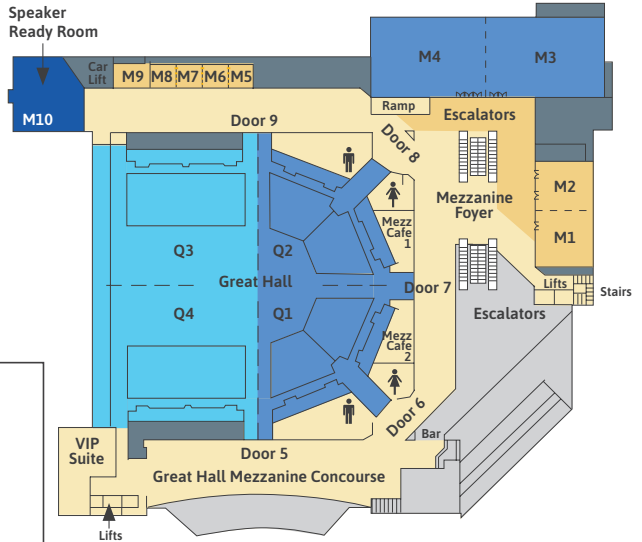 Speaker
Ready Room
Car
Lift
M9
M8
M7
M6
M5
M4
M3
M10
Ramp
Escalators
Door 9
Door 8
M2
Mezzanine
Foyer
Mezz
Cafe
1
M1
Q3
Q2
Great Hall
Door 7
Lifts
Stairs
Q4
Q1
Escalators
Mezz
Cafe
2
Door 6
Bar
VIP
Suite
Door 5
Great Hall Mezzanine Concourse
Lifts